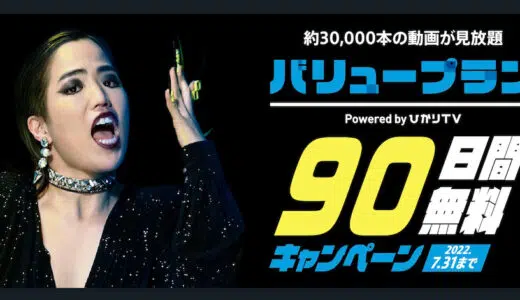 約30,000本の動画が見放題
バリュープラン
Powered by ひかりTV
90日間無料
キャンペーン 2022.7.31まで